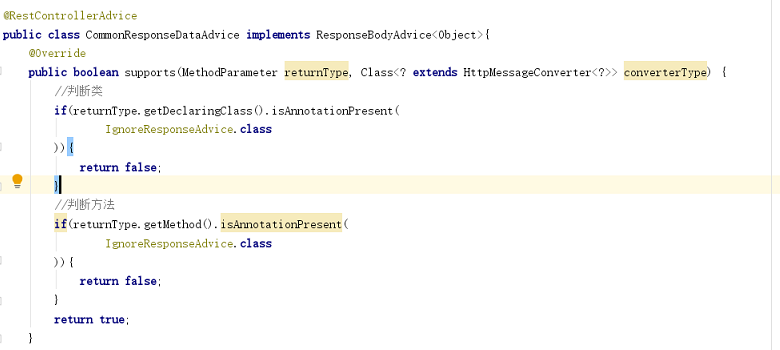 @RestControllerAdvice
public class CommonResponseDataAdvice implements ResponseBodyAdvice<Object>{
@Override
public boolean supports(MethodParameter returnType, Class<? extends HttpMessageConverter<?>> converterType) {
//判断类
if(returnType.getDeclaringClass().isAnnotationPresent(
IgnoreResponseAdvice.class
)){
return false;
}
//判断方法
if(returnType.getMethod().isAnnotationPresent(
IgnoreResponseAdvice.class
)){
return false;
}
return true;
}